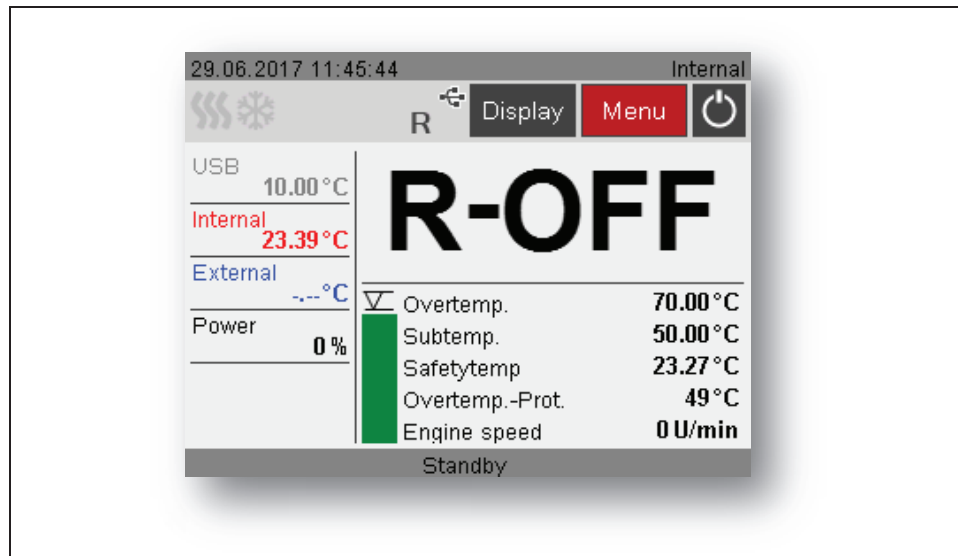 29.06.2017 11:45:44 Internal
R Display Menu
USB
10.00°C
Internal
23.39°C
External
-.--°C
Power
0 %
R-OFF
Overtemp. 70.00°C
Subtemp. 50.00°C
Safetytemp 23.27°C
Overtemp.-Prot. 49°C
Engine speed 0 U/min
Standby